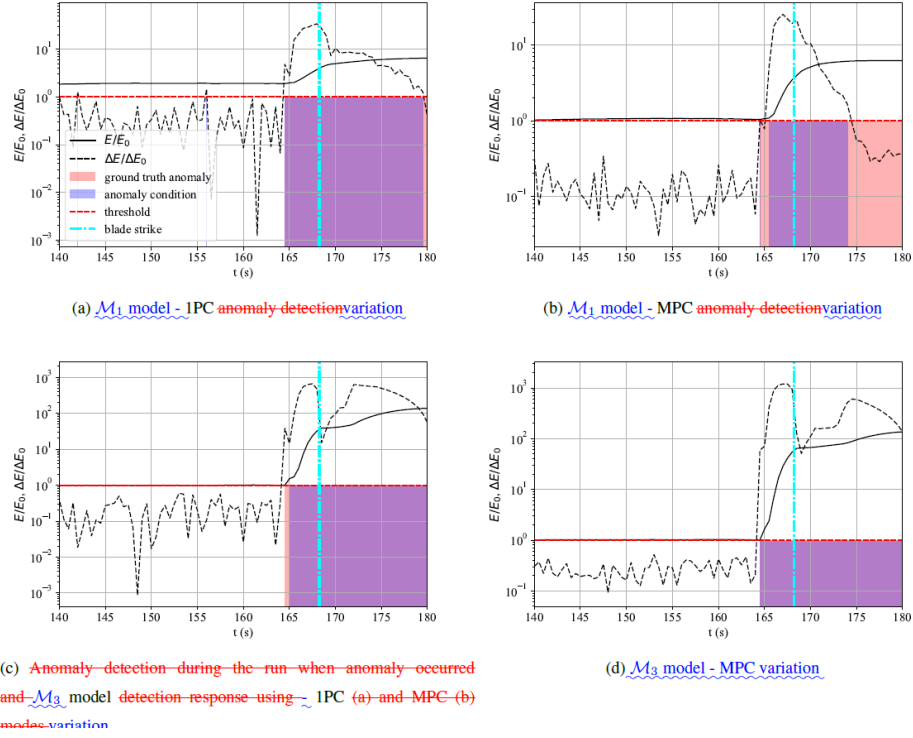 10¹
10⁰
10⁻¹
10⁻²
10⁻³
E/E₀, ΔE/ΔE₀
E/E₀
ΔE/ΔE₀
ground truth anomaly
anomaly condition
threshold
blade strike
140 145 150 155 160 165 170 175 180
t (s)
10¹
10⁰
10⁻¹
E/E₀, ΔE/ΔE₀
140 145 150 155 160 165 170 175 180
t (s)
(a) ℳ₁ model - 1PC anomaly detectionvariation
(b) ℳ₁ model - MPC anomaly detectionvariation
10³
10²
10¹
10⁰
10⁻¹
10⁻²
10⁻³
E/E₀, ΔE/ΔE₀
140 145 150 155 160 165 170 175 180
t (s)
10³
10²
10¹
10⁰
10⁻¹
E/E₀, ΔE/ΔE₀
140 145 150 155 160 165 170 175 180
t (s)
(c) Anomaly detection during the run when anomaly occurred
and ℳ₃ model detection response using - 1PC (a) and MPC (b)
modes variation
(d) ℳ₃ model - MPC variation